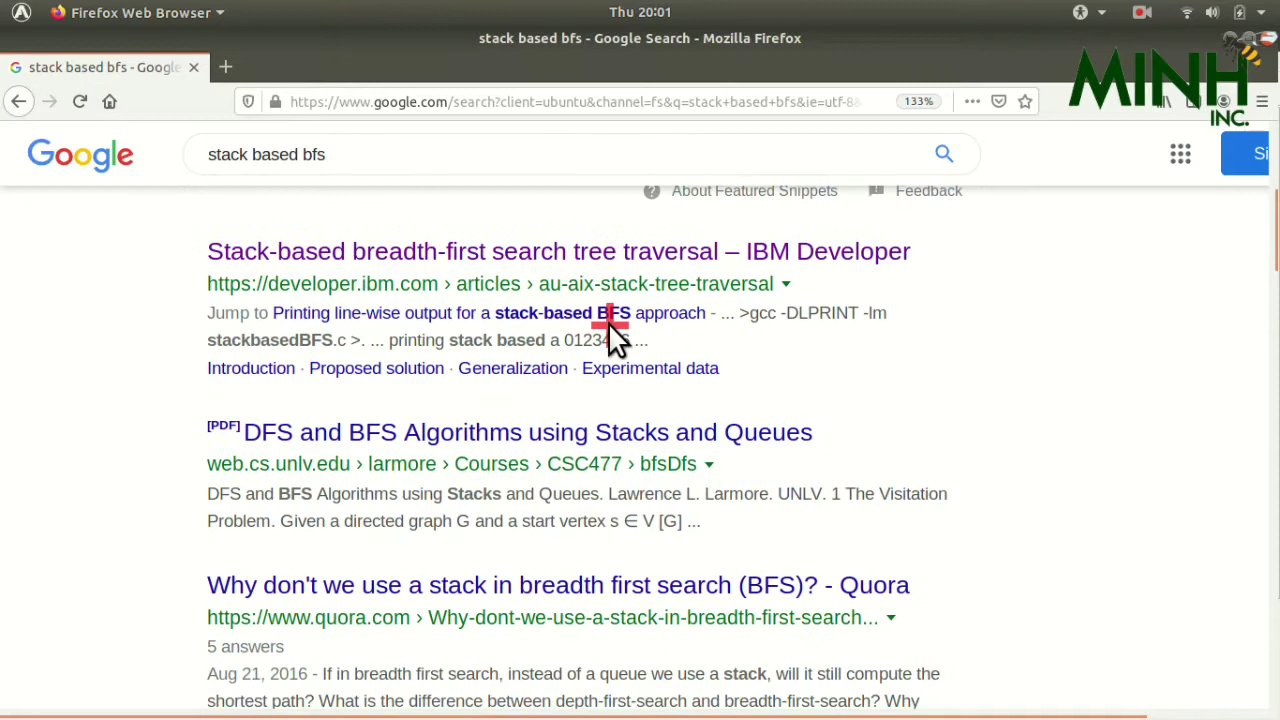 Firefox Web Browser
Thu 20:01
stack based bfs - Google Search - Mozilla Firefox
stack based bfs - Google
MINH
INC.
https://www.google.com/search?client=ubuntu&channel=fs&q=stack+based+bfs&ie=utf-8&
133%
Google
stack based bfs
Si
About Featured Snippets
Feedback
Stack-based breadth-first search tree traversal – IBM Developer
https://developer.ibm.com › articles › au-aix-stack-tree-traversal
Jump to Printing line-wise output for a stack-based BFS approach - ... >gcc -DLPRINT -lm
stackbasedBFS.c >. ... printing stack based a 0123456 ...
Introduction · Proposed solution · Generalization · Experimental data
[PDF] DFS and BFS Algorithms using Stacks and Queues
web.cs.unlv.edu › larmore › Courses › CSC477 › bfsDfs
DFS and BFS Algorithms using Stacks and Queues. Lawrence L. Larmore. UNLV. 1 The Visitation
Problem. Given a directed graph G and a start vertex s ∈ V [G] ...
Why don't we use a stack in breadth first search (BFS)? - Quora
https://www.quora.com › Why-dont-we-use-a-stack-in-breadth-first-search...
5 answers
Aug 21, 2016 - If in breadth first search, instead of a queue we use a stack, will it still compute the
shortest path? What is the difference between depth-first-search and breadth-first-search? Why